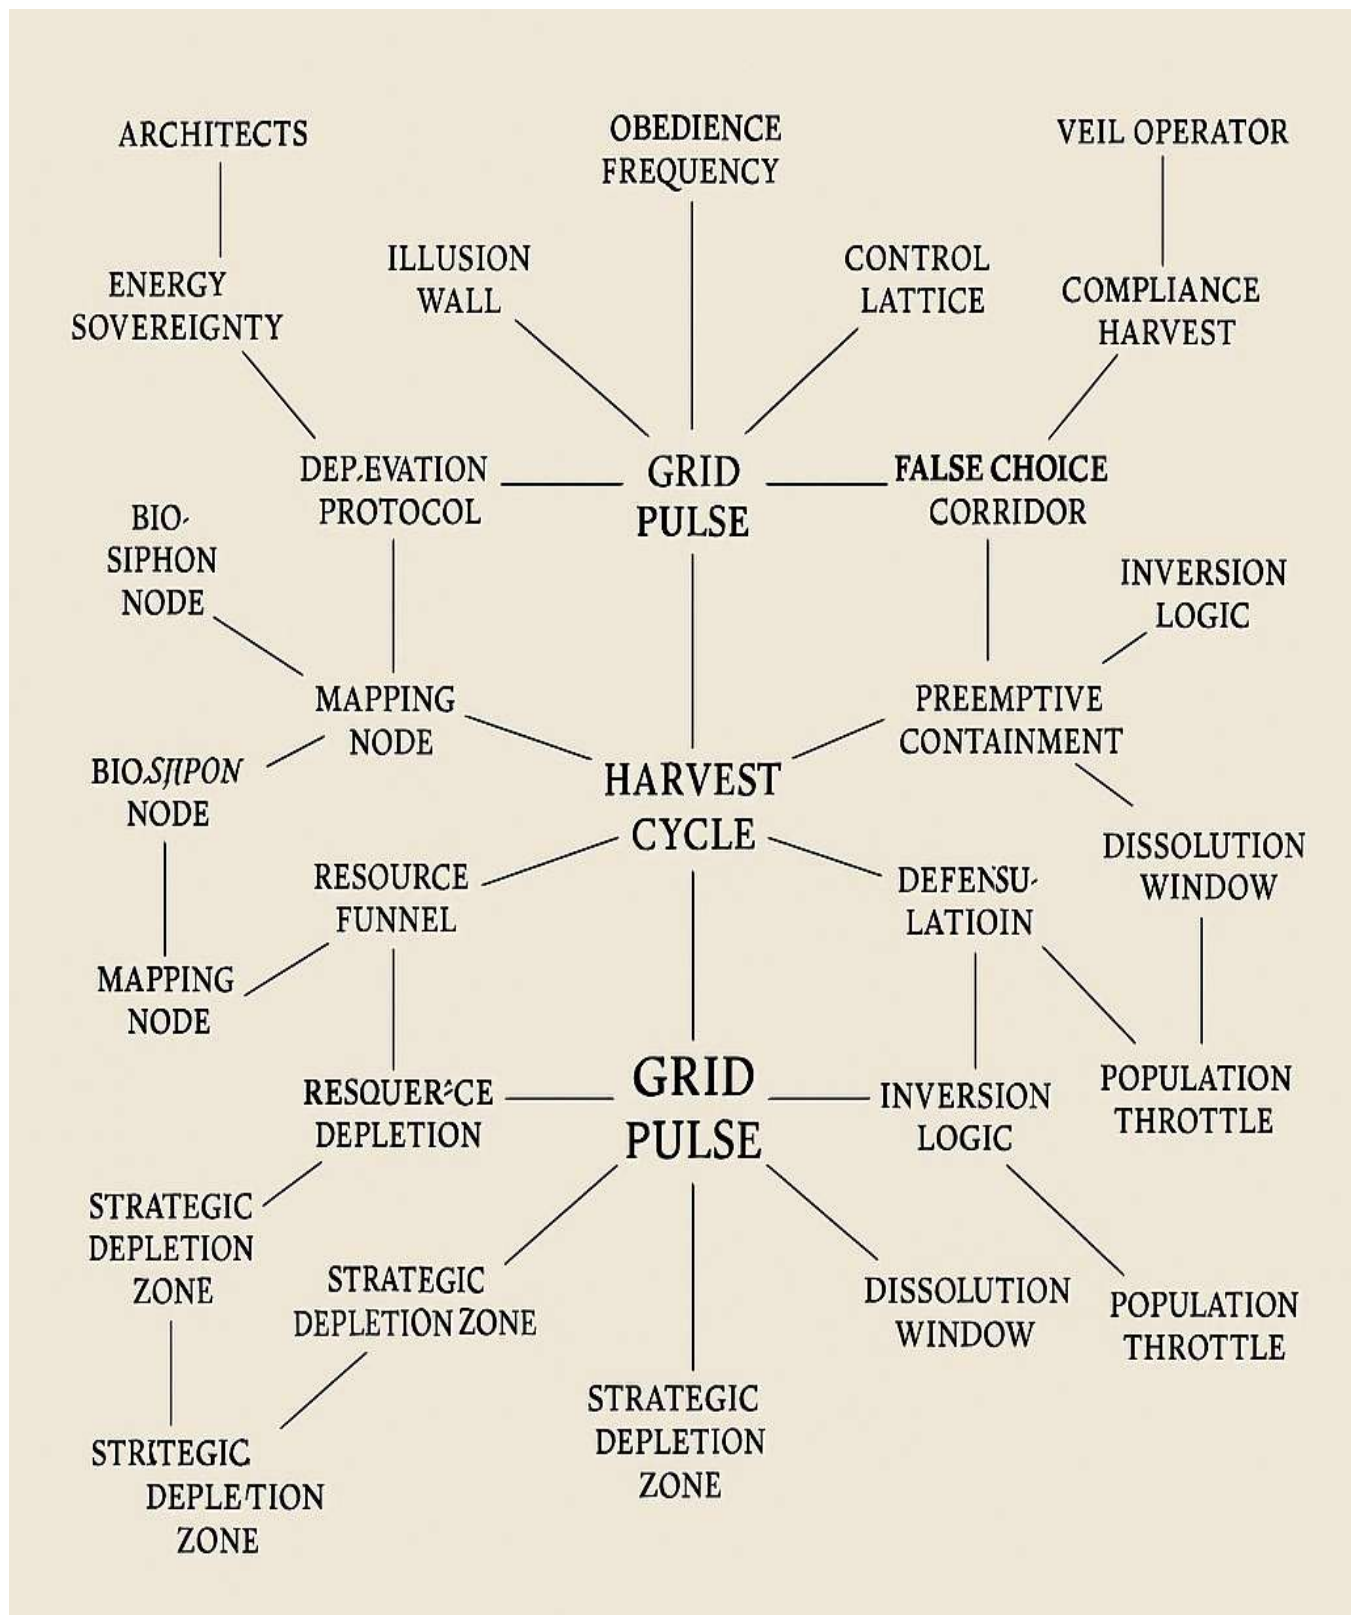 ARCHITECTS
OBEDIENCE
FREQUENCY
VEIL OPERATOR
ILLUSION
WALL
CONTROL
LATTICE
ENERGY
SOVEREIGNTY
COMPLIANCE
HARVEST
DEP.EVATION
PROTOCOL
GRID
PULSE
FALSE CHOICE
CORRIDOR
BIO-
SIPHON
NODE
INVERSION
LOGIC
MAPPING
NODE
PREEMPTIVE
CONTAINMENT
BIO
NODE
HARVEST
CYCLE
DISSOLUTION
WINDOW
RESOURCE
FUNNEL
DEFENSU-
LATIOIN
MAPPING
NODE
GRID
PULSE
RESQUER-CE
DEPLETION
INVERSION
LOGIC
POPULATION
THROTTLE
STRATEGIC
DEPLETION
ZONE
STRATEGIC
DEPLETION ZONE
DISSOLUTION
WINDOW
POPULATION
THROTTLE
STRATEGIC
DEPLETION
ZONE
STRITEGIC
DEPLETION
ZONE